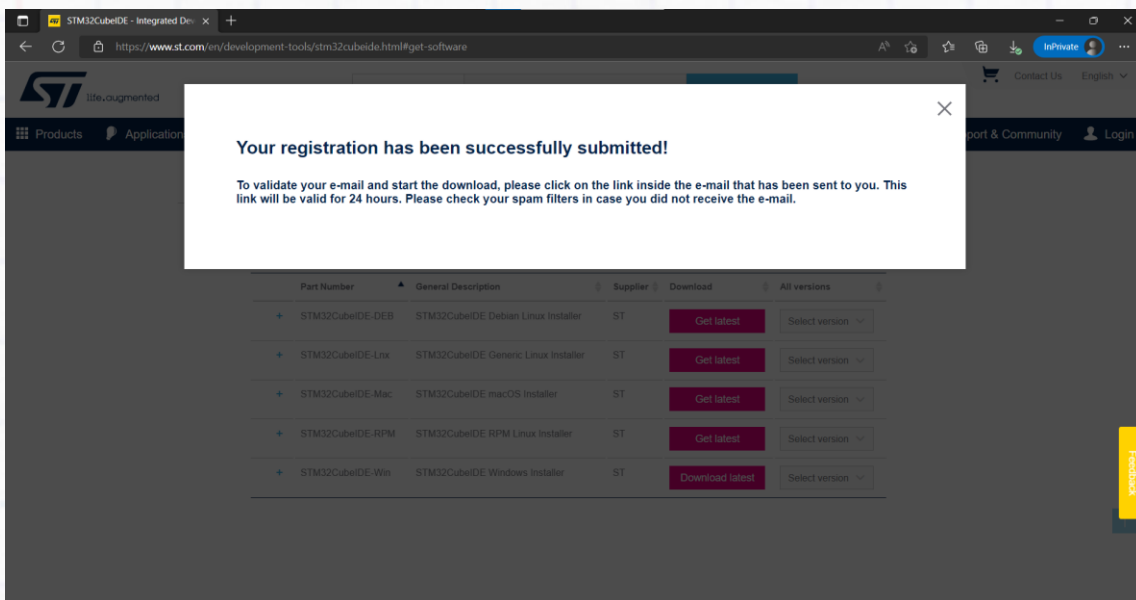 STM32CubeIDE - Integrated Dev
https://www.st.com/en/development-tools/stm32cubeide.html#get-software
InPrivate
life.augmented
Contact Us English
Products Application
port & Community Login
Your registration has been successfully submitted!
To validate your e-mail and start the download, please click on the link inside the e-mail that has been sent to you. This
link will be valid for 24 hours. Please check your spam filters in case you did not receive the e-mail.
Part Number General Description Supplier Download All versions
+ STM32CubeIDE-DEB STM32CubeIDE Debian Linux Installer ST Get latest Select version
+ STM32CubeIDE-Lnx STM32CubeIDE Generic Linux Installer ST Get latest Select version
+ STM32CubeIDE-Mac STM32CubeIDE macOS Installer ST Get latest Select version
+ STM32CubeIDE-RPM STM32CubeIDE RPM Linux Installer ST Get latest Select version
+ STM32CubeIDE-Win STM32CubeIDE Windows Installer ST Download latest Select version
Feedback